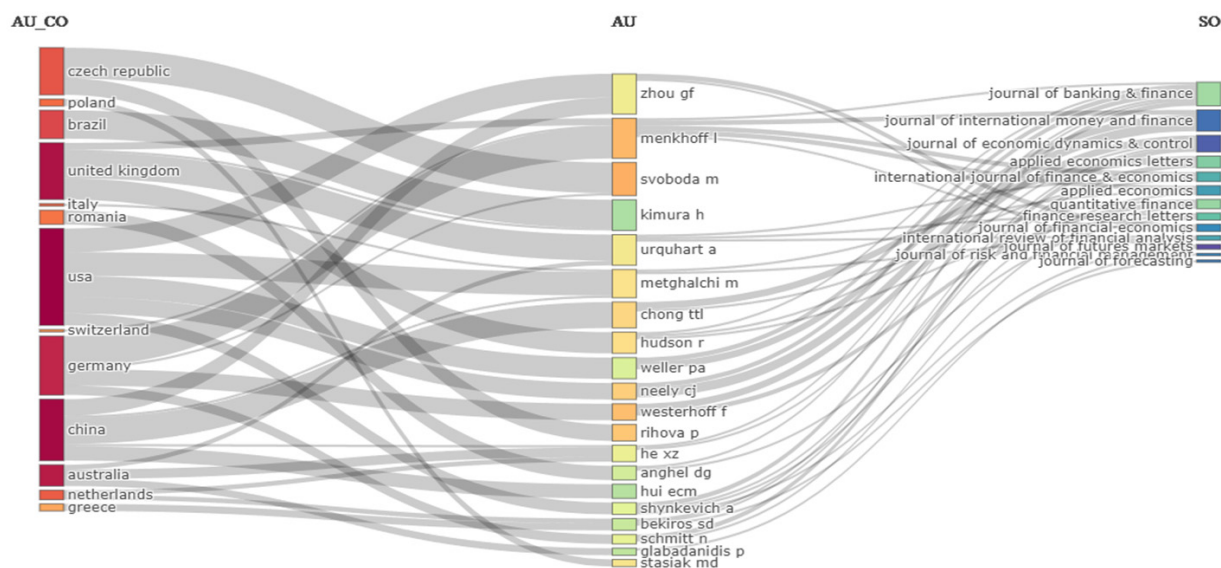 AU_CO
AU
SO
czech republic
poland
brazil
united kingdom
italy
romania
usa
switzerland
germany
china
australia
netherlands
greece
zhou gf
menkhoff l
svoboda m
kimura h
urquhart a
metghalchi m
chong ttl
hudson r
weller pa
neely cj
westerhoff f
rihova p
he xz
anghel dg
hui ecm
shynkevich a
bekiros sd
schmitt n
glabadanidis p
stasiak md
journal of banking & finance
journal of international money and finance
journal of economic dynamics & control
applied economics letters
international journal of finance & economics
applied economics
quantitative finance
finance research letters
journal of financial economics
international review of financial analysis
journal of futures markets
journal of risk and financial management
journal of forecasting